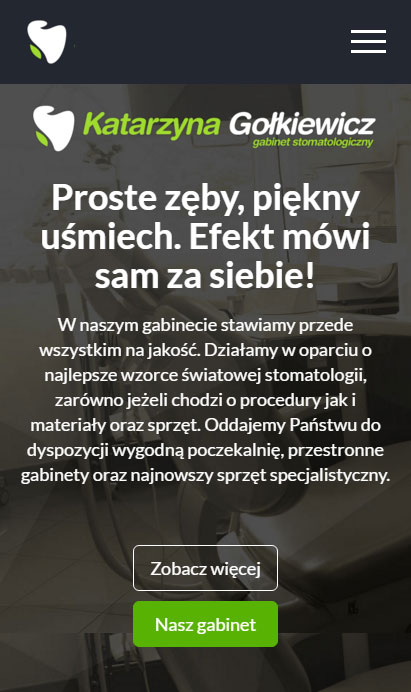 Katarzyna Gołkiewicz
gabinet stomatologiczny
Proste zęby, piękny
uśmiech. Efekt mówi
sam za siebie!
W naszym gabinecie stawiamy przede
wszystkim na jakość. Działamy w oparciu o
najlepsze wzorce światowej stomatologii,
zarówno jeżeli chodzi o procedury jak i
materiały oraz sprzęt. Oddajemy Państwu do
dyspozycji wygodną poczekalnię, przestronne
gabinety oraz najnowszy sprzęt specjalistyczny.
Zobacz więcej
Nasz gabinet